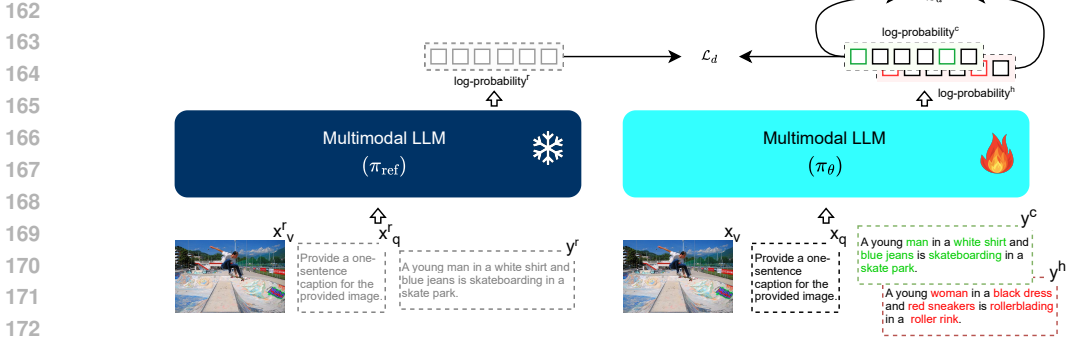 162
163
164
165
166
167
168
169
170
171
172
log-probability^c
log-probability^r
ℒ_d
log-probability^h
Multimodal LLM
(π_ref)
Multimodal LLM
(π_θ)
x^r_v
x^r_q
y^r
Provide a one-
sentence
caption for the
provided image.
A young man in a white shirt and
blue jeans is skateboarding in a
skate park.
x_v
x_q
y^c
Provide a one-
sentence
caption for the
provided image.
A young man in a white shirt and
blue jeans is skateboarding in a
skate park.
y^h
A young woman in a black dress
and red sneakers is rollerblading
in a roller rink.